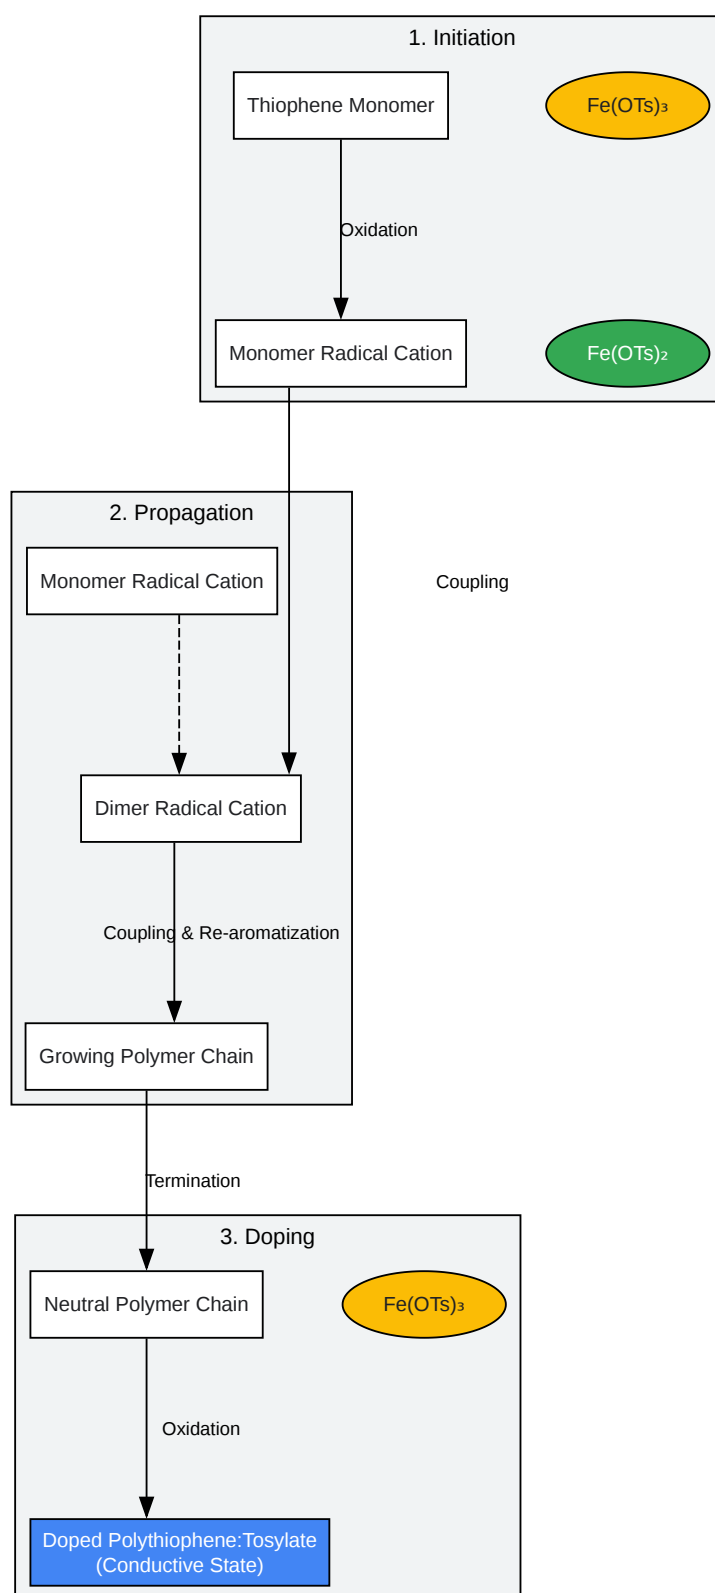 1. Initiation
Thiophene Monomer
Fe(OTs)₃
Oxidation
Monomer Radical Cation
Fe(OTs)₂
2. Propagation
Monomer Radical Cation
Coupling
Dimer Radical Cation
Coupling & Re-aromatization
Growing Polymer Chain
Termination
3. Doping
Neutral Polymer Chain
Fe(OTs)₃
Oxidation
Doped Polythiophene:Tosylate
(Conductive State)